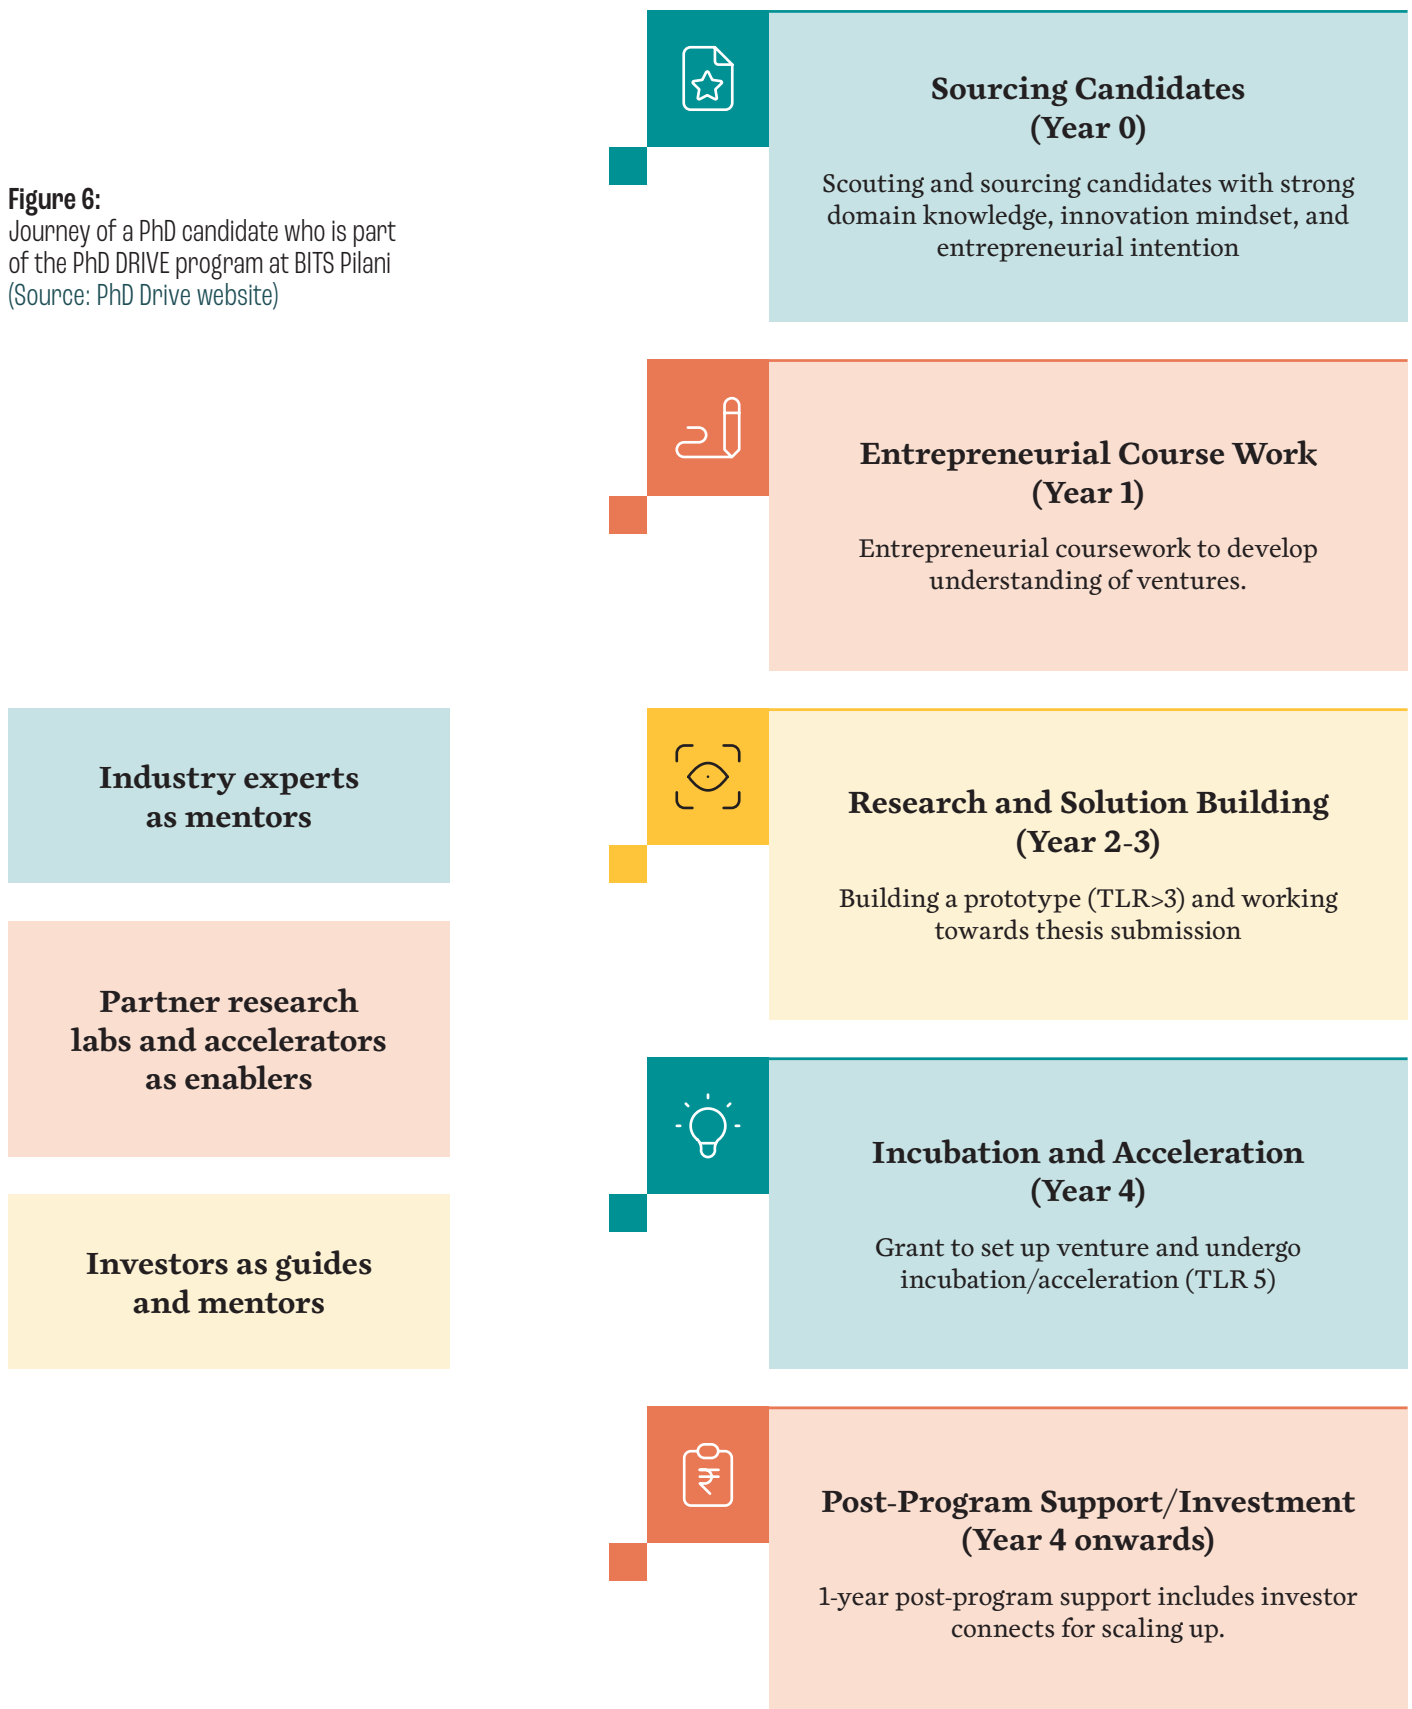 Figure 6:
Journey of a PhD candidate who is part
of the PhD DRIVE program at BITS Pilani
(Source: PhD Drive website)
Sourcing Candidates
(Year 0)
Scouting and sourcing candidates with strong
domain knowledge, innovation mindset, and
entrepreneurial intention
Entrepreneurial Course Work
(Year 1)
Entrepreneurial coursework to develop
understanding of ventures.
Industry experts
as mentors
Partner research
labs and accelerators
as enablers
Investors as guides
and mentors
Research and Solution Building
(Year 2-3)
Building a prototype (TLR>3) and working
towards thesis submission
Incubation and Acceleration
(Year 4)
Grant to set up venture and undergo
incubation/acceleration (TLR 5)
₹
Post-Program Support/Investment
(Year 4 onwards)
1-year post-program support includes investor
connects for scaling up.